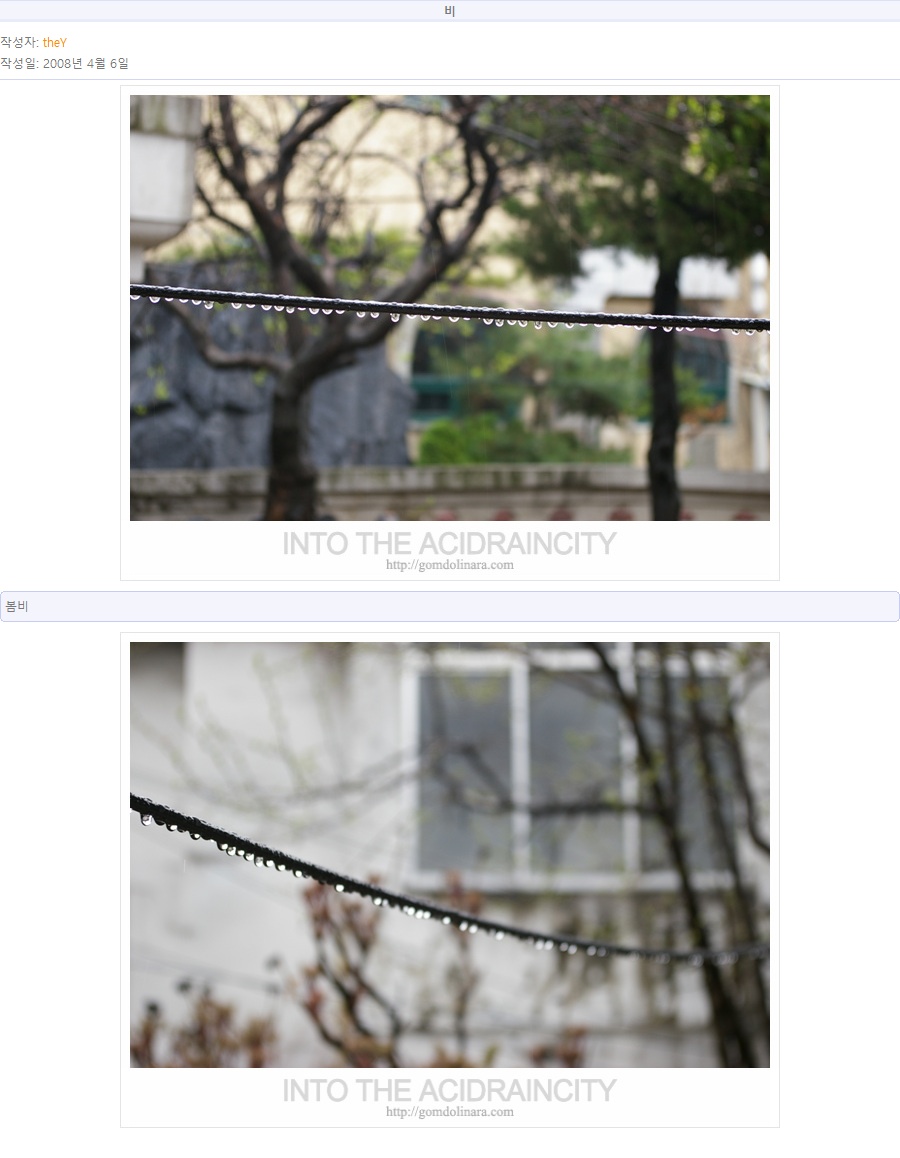 비
작성자: theY
작성일: 2008년 4월 6일
INTO THE ACIDRAINCITY
http://gomdolinara.com
봄비
INTO THE ACIDRAINCITY
http://gomdolinara.com